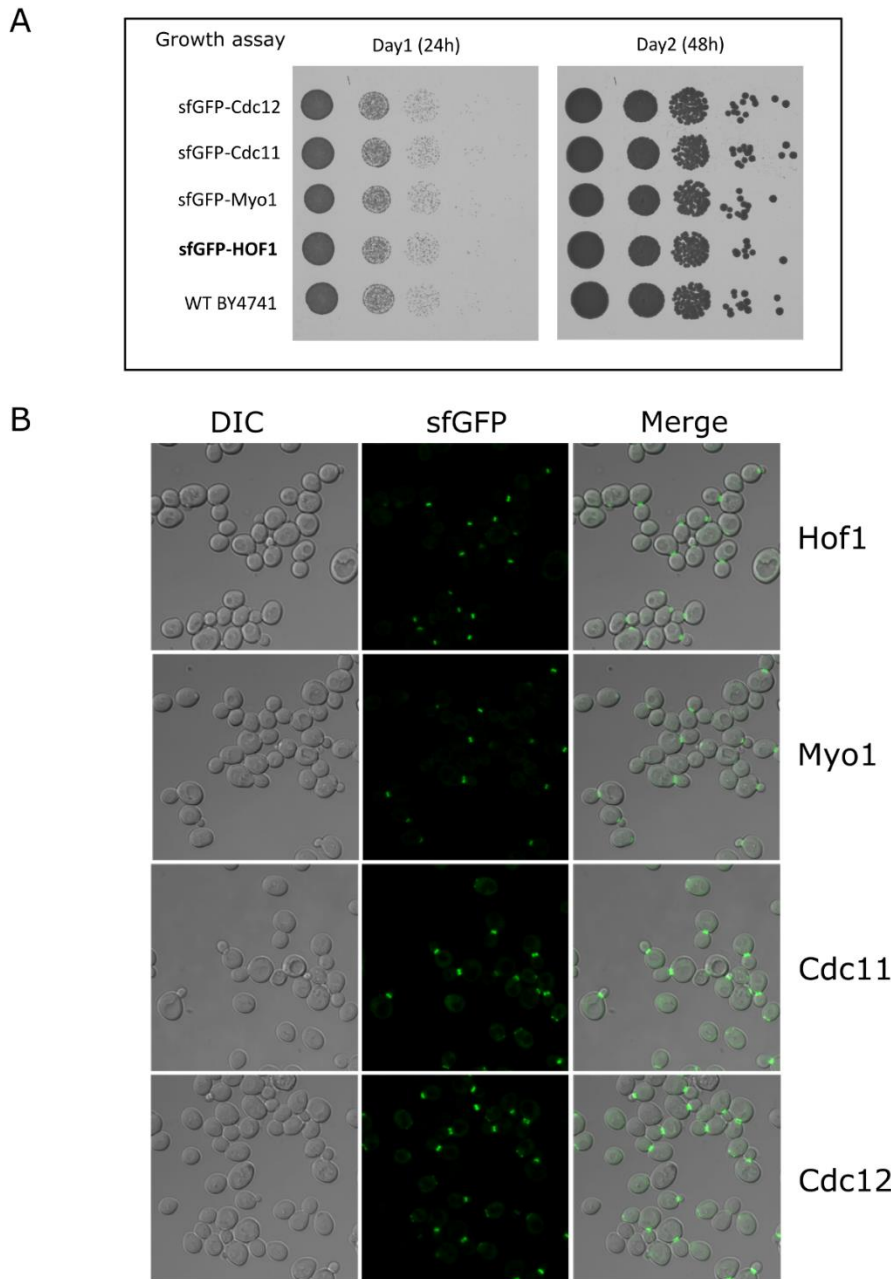 A
Growth assay
Day1 (24h)
Day2 (48h)
sfGFP-Cdc12
sfGFP-Cdc11
sfGFP-Myo1
sfGFP-HOF1
WT BY4741
B
DIC
sfGFP
Merge
Hof1
Myo1
Cdc11
Cdc12